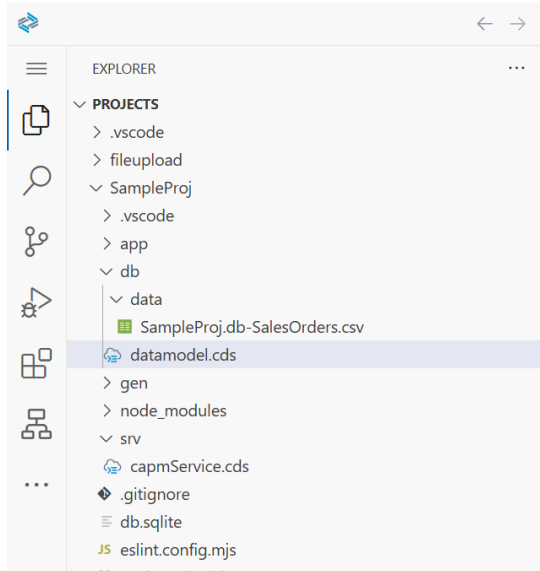 EXPLORER
PROJECTS
.vscode
fileupload
SampleProj
.vscode
app
db
data
SampleProj.db-SalesOrders.csv
datamodel.cds
gen
node_modules
srv
capmService.cds
.gitignore
db.sqlite
JS eslint.config.mjs